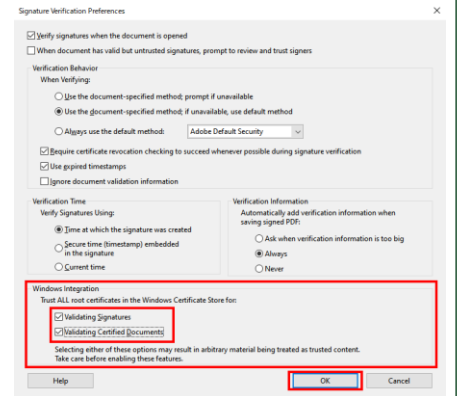 Signature Verification Preferences
Verify signatures when the document is opened
When document has valid but untrusted signatures, prompt to review and trust signers
Verification Behavior
When Verifying:
Use the document-specified method; prompt if unavailable
Use the document-specified method; if unavailable, use default method
Always use the default method: Adobe Default Security
Require certificate revocation checking to succeed whenever possible during signature verification
Use expired timestamps
Ignore document validation information
Verification Time
Verify Signatures Using:
Time at which the signature was created
Secure time (timestamp) embedded
in the signature
Current time
Verification Information
Automatically add verification information when
saving signed PDF:
Ask when verification information is too big
Always
Never
Windows Integration
Trust ALL root certificates in the Windows Certificate Store for:
Validating Signatures
Validating Certified Documents
Selecting either of these options may result in arbitrary material being treated as trusted content.
Take care before enabling these features.
Help OK Cancel